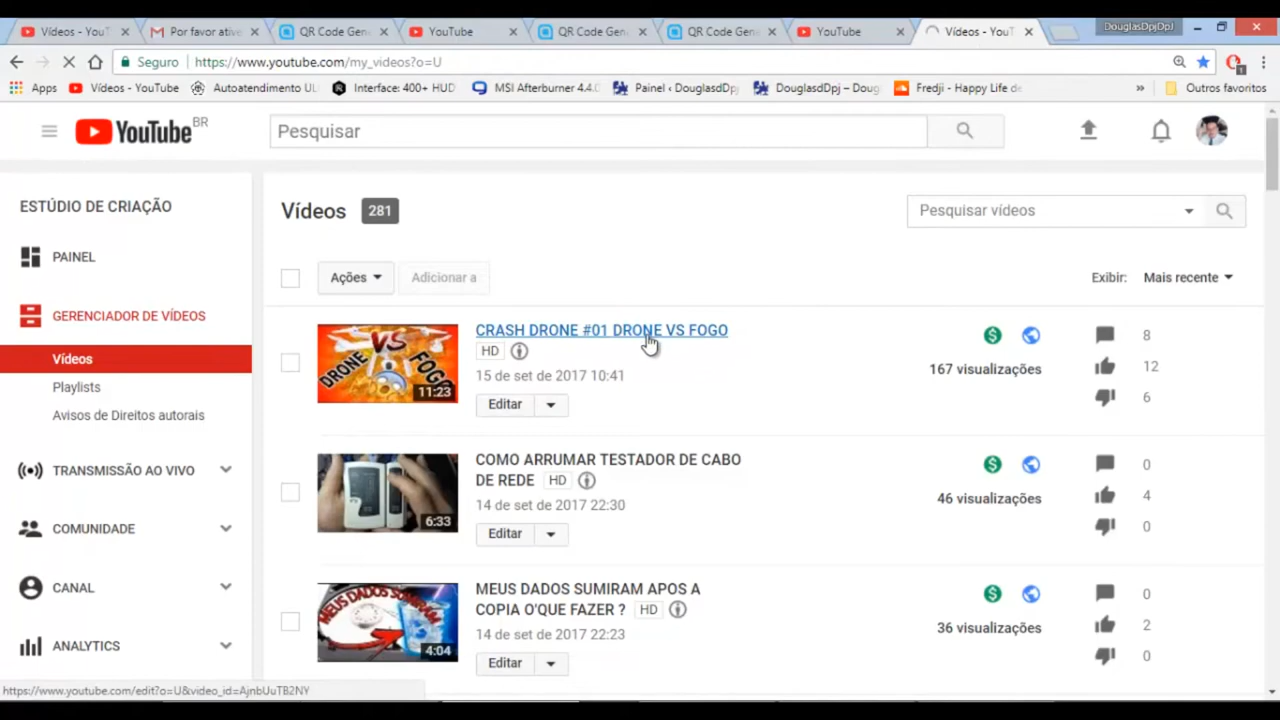 Vídeos - YouT
Por favor ative
QR Code Gene
YouTube
QR Code Gene
QR Code Gene
YouTube
Vídeos - YouT
DouglasDpjDpJ
Seguro
https://www.youtube.com/my_videos?o=U
Apps
Vídeos - YouTube
Autoatendimento UL
Interface: 400+ HUD
MSI Afterburner 4.4.0
Painel ‹ DouglasdDpj
DouglasdDpj – Doug
Fredji - Happy Life de
Outros favoritos
YouTube BR
Pesquisar
ESTÚDIO DE CRIAÇÃO
Vídeos 281
Pesquisar vídeos
PAINEL
Ações
Adicionar a
Exibir: Mais recente
GERENCIADOR DE VÍDEOS
Vídeos
Playlists
Avisos de Direitos autorais
TRANSMISSÃO AO VIVO
COMUNIDADE
CANAL
ANALYTICS
DRONE VS FOGO
11:23
CRASH DRONE #01 DRONE VS FOGO
HD
15 de set de 2017 10:41
Editar
167 visualizações
8
12
6
6:33
COMO ARRUMAR TESTADOR DE CABO
DE REDE HD
14 de set de 2017 22:30
Editar
46 visualizações
0
4
0
MEUS DADOS SUMIRAM
4:04
MEUS DADOS SUMIRAM APOS A
COPIA O'QUE FAZER ? HD
14 de set de 2017 22:23
Editar
36 visualizações
0
2
0
https://www.youtube.com/edit?o=U&video_id=AjnbUuTB2NY